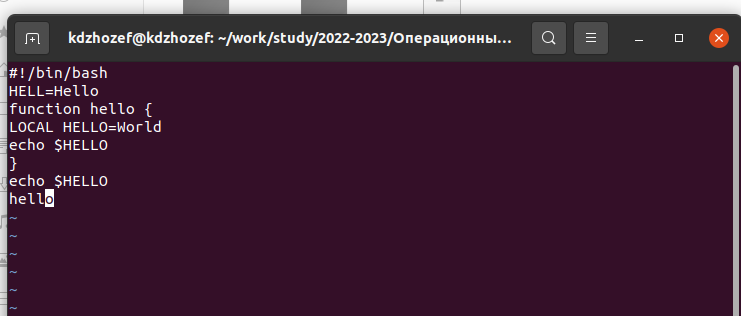 kdzhozef@kdzhozef: ~/work/study/2022-2023/Операционны...
#!/bin/bash
HELL=Hello
function hello {
LOCAL HELLO=World
echo $HELLO
}
echo $HELLO
hello
~
~
~
~
~
~